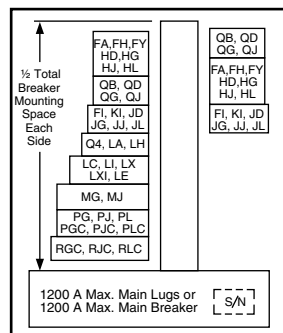 ½ Total
Breaker
Mounting
Space
Each
Side
FA,FH,FY
HD,HG
HJ, HL
QB, QD
QG, QJ
FI, KI, JD
JG, JJ, JL
Q4, LA, LH
LC, LI, LX
LXI, LE
MG, MJ
PG, PJ, PL
PGC, PJC, PLC
RGC, RJC, RLC
QB, QD
QG, QJ
FA,FH,FY
HD,HG
HJ, HL
FI, KI, JD
JG, JJ, JL
1200 A Max. Main Lugs or
1200 A Max. Main Breaker
S/N